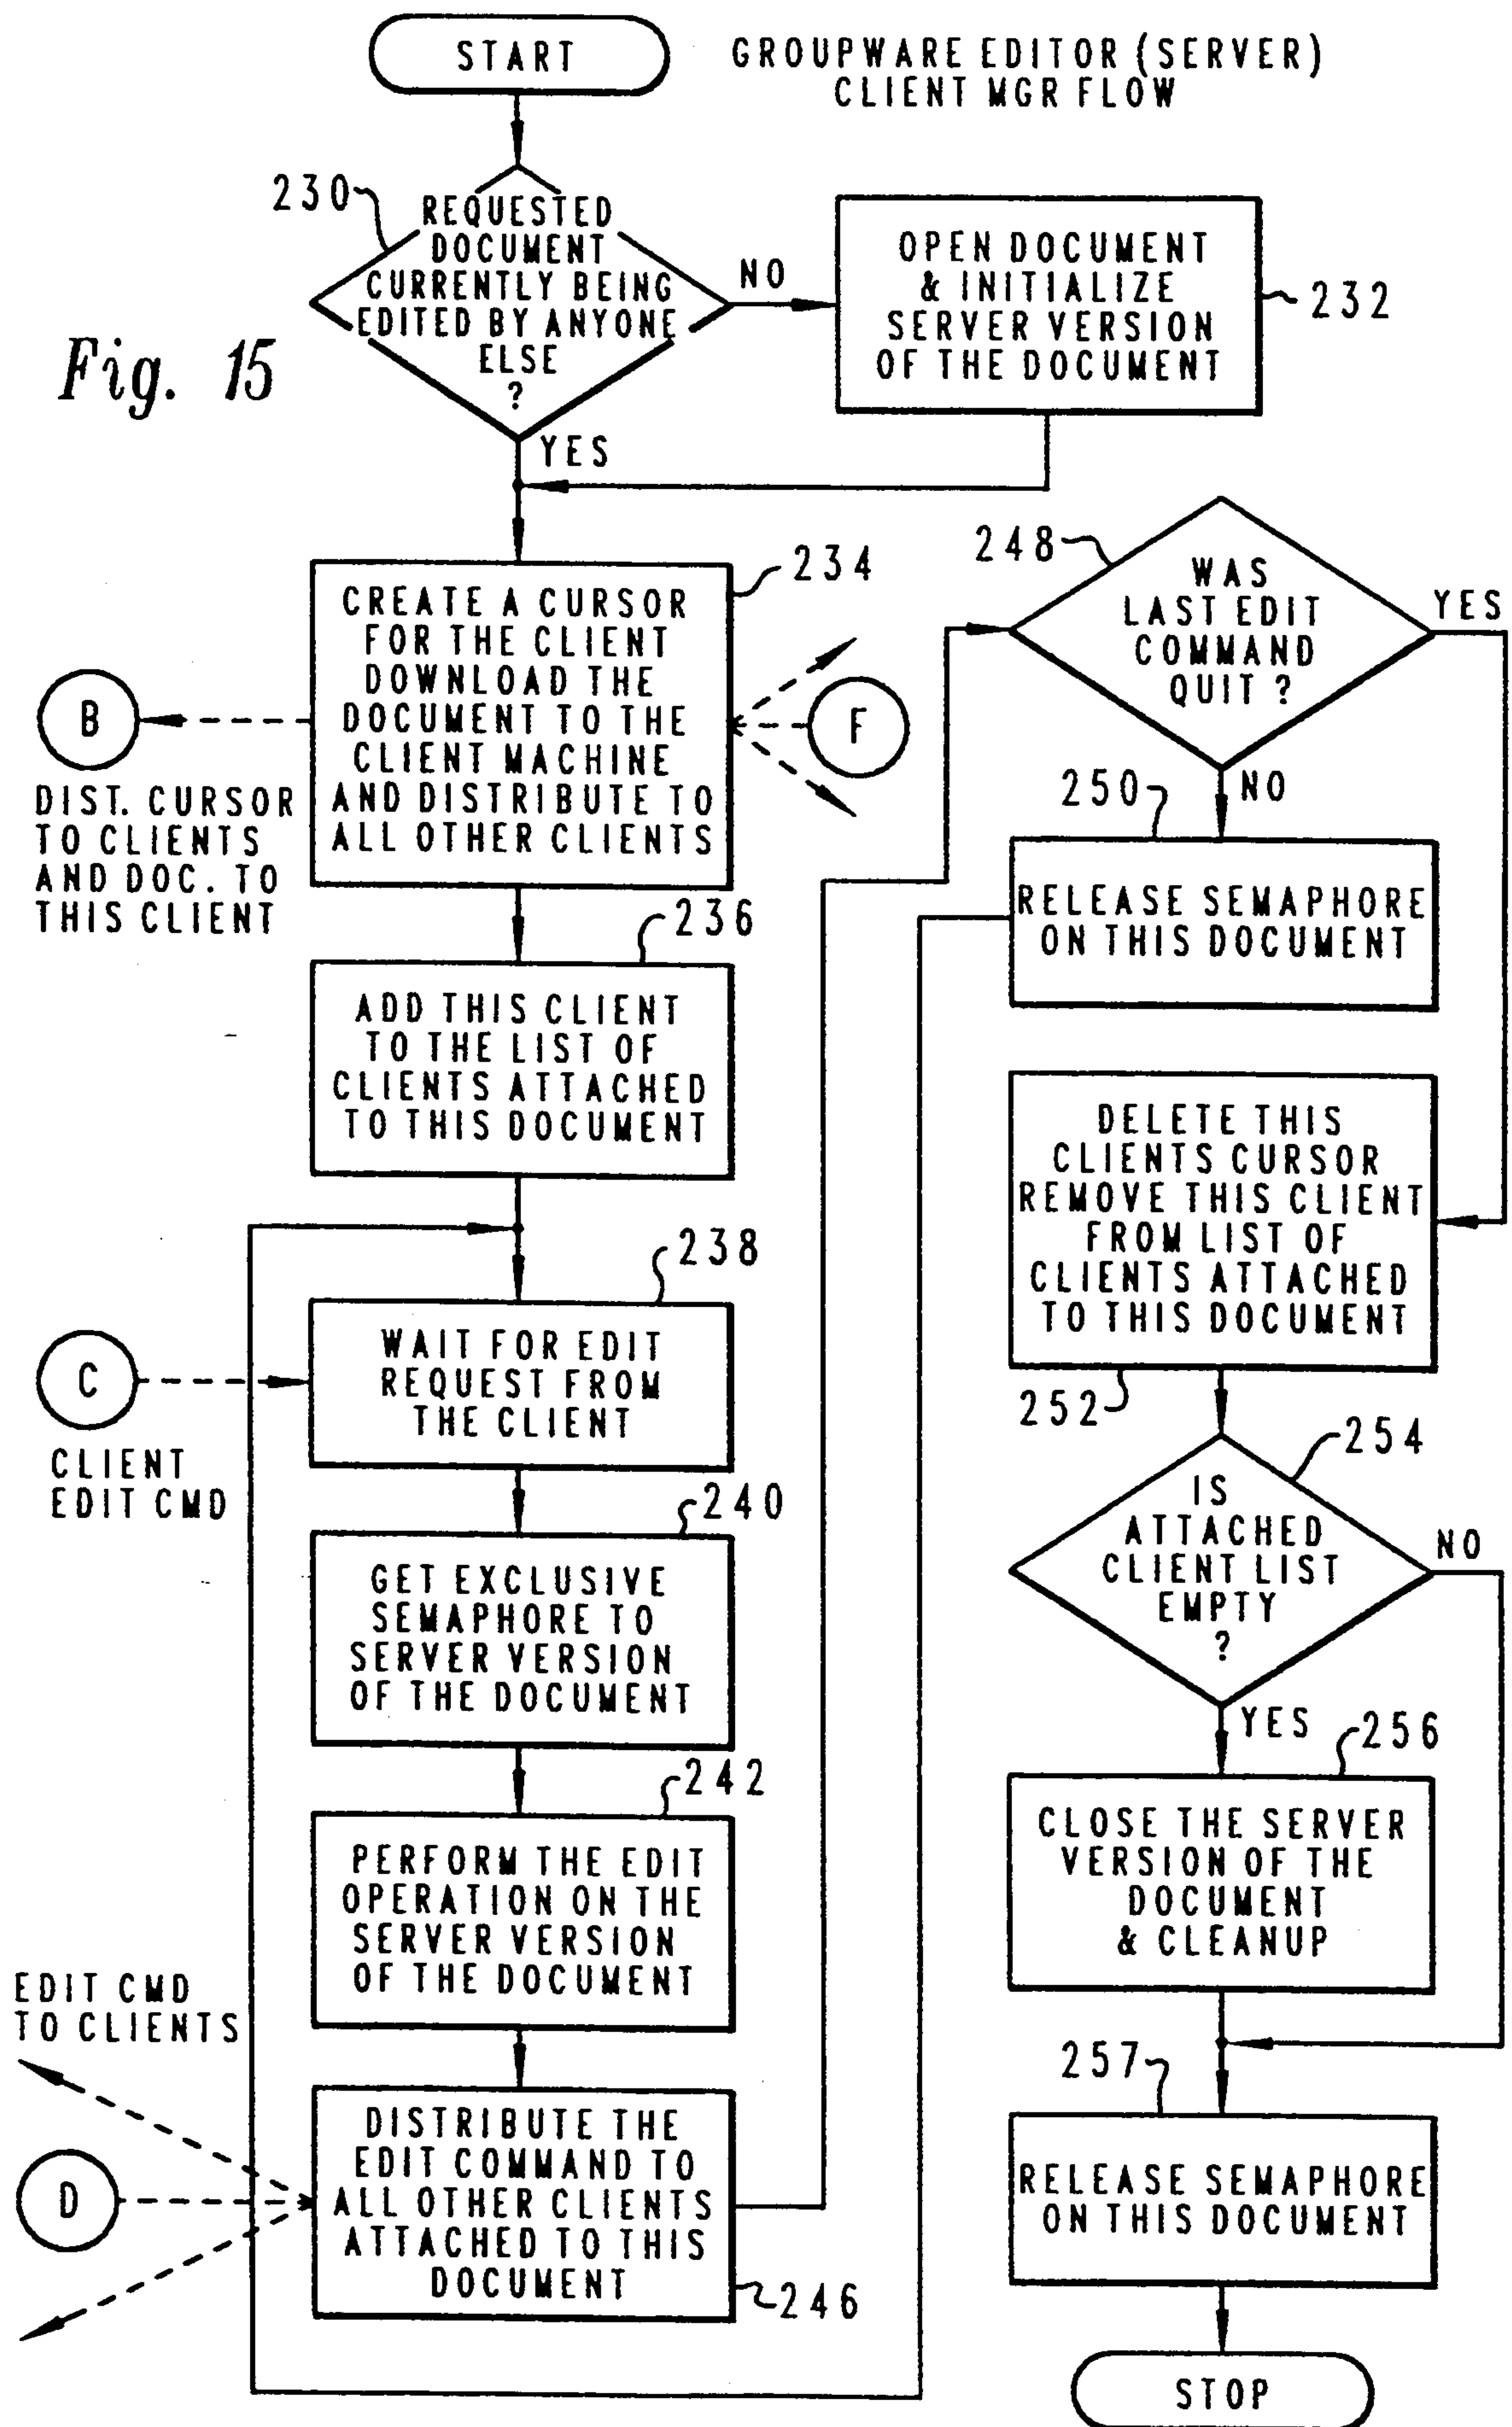 START
GROUPWARE EDITOR (SERVER)
CLIENT MGR FLOW
230
REQUESTED
DOCUMENT
CURRENTLY BEING
EDITED BY ANYONE
ELSE
?
NO
OPEN DOCUMENT
& INITIALIZE
SERVER VERSION
OF THE DOCUMENT
232
Fig. 15
YES
234
CREATE A CURSOR
FOR THE CLIENT
DOWNLOAD THE
DOCUMENT TO THE
CLIENT MACHINE
AND DISTRIBUTE TO
ALL OTHER CLIENTS
B
DIST. CURSOR
TO CLIENTS
AND DOC. TO
THIS CLIENT
F
236
ADD THIS CLIENT
TO THE LIST OF
CLIENTS ATTACHED
TO THIS DOCUMENT
238
WAIT FOR EDIT
REQUEST FROM
THE CLIENT
C
CLIENT
EDIT CMD
240
GET EXCLUSIVE
SEMAPHORE TO
SERVER VERSION
OF THE DOCUMENT
242
PERFORM THE EDIT
OPERATION ON THE
SERVER VERSION
OF THE DOCUMENT
EDIT CMD
TO CLIENTS
D
DISTRIBUTE THE
EDIT COMMAND TO
ALL OTHER CLIENTS
ATTACHED TO THIS
DOCUMENT
246
248
WAS
LAST EDIT
COMMAND
QUIT ?
YES
NO
250
RELEASE SEMAPHORE
ON THIS DOCUMENT
DELETE THIS
CLIENTS CURSOR
REMOVE THIS CLIENT
FROM LIST OF
CLIENTS ATTACHED
TO THIS DOCUMENT
252
254
IS
ATTACHED
CLIENT LIST
EMPTY
?
NO
YES
256
CLOSE THE SERVER
VERSION OF THE
DOCUMENT
& CLEANUP
257
RELEASE SEMAPHORE
ON THIS DOCUMENT
STOP